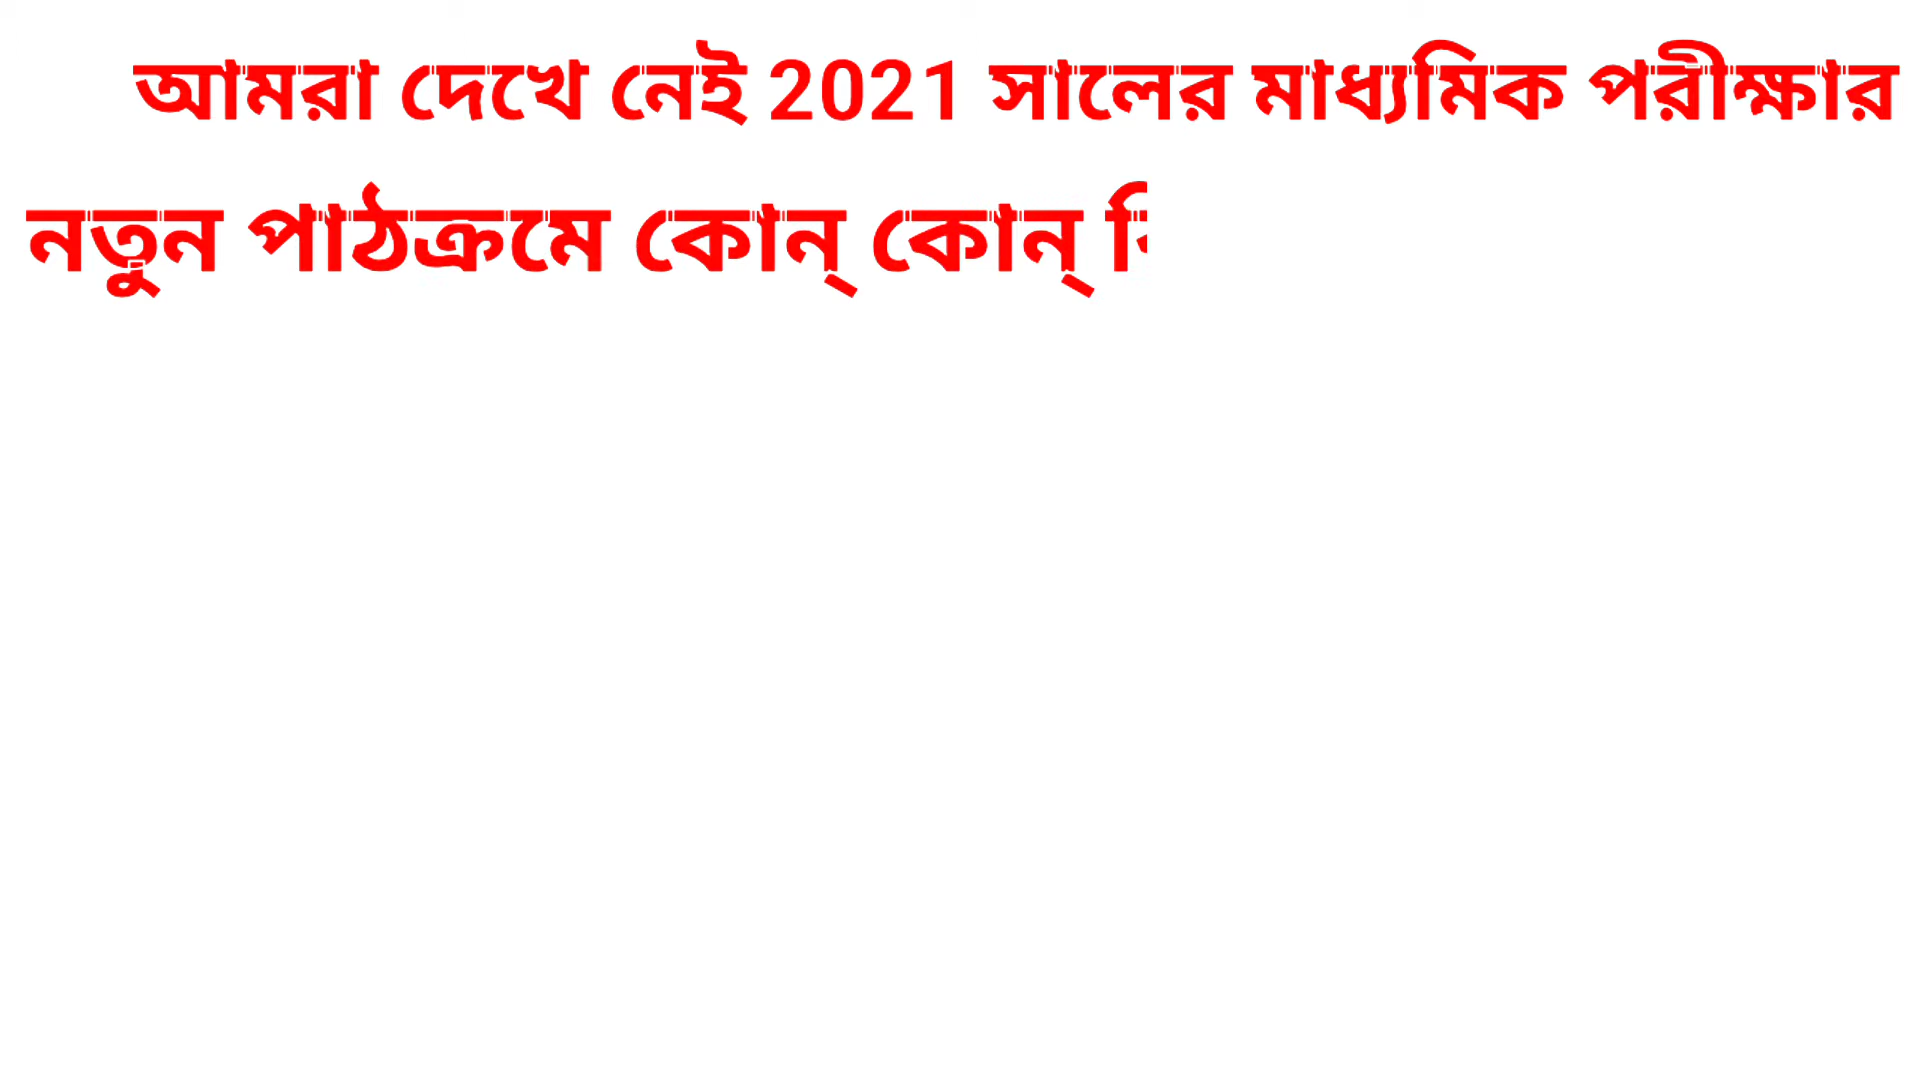 আমরা দেখে নেই 2021 সালের মাধ্যমিক পরীক্ষার
নতুন পাঠক্রমে কোন্ কোন্